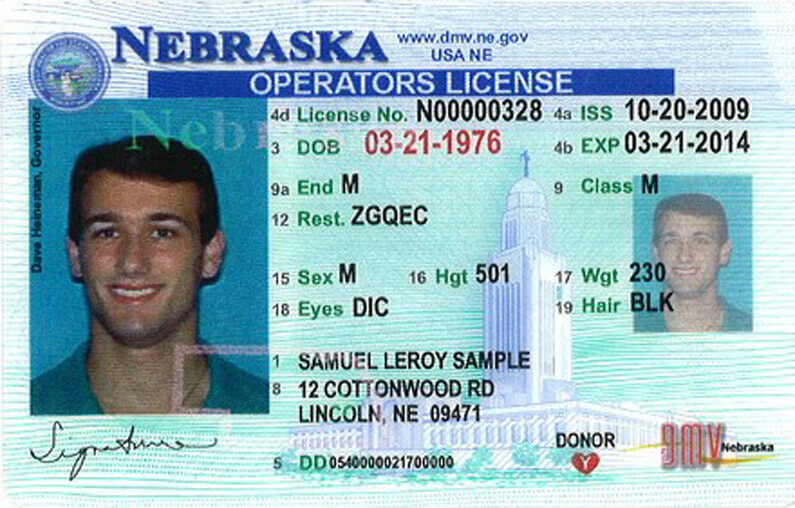 NEBRASKA www.dmv.ne.gov
USA NE
OPERATORS LICENSE
4d License No. N00000328 4a ISS 10-20-2009
3 DOB 03-21-1976 4b EXP 03-21-2014
9a End M 9 Class M
12 Rest. ZGQEC
15 Sex M 16 Hgt 501 17 Wgt 230
18 Eyes DIC 19 Hair BLK
1 SAMUEL LEROY SAMPLE
8 12 COTTONWOOD RD
LINCOLN, NE 09471
5 DD 0540000021700000
DONOR
Y
DMV Nebraska
Dave Heineman, Governor
Nebr
Signature